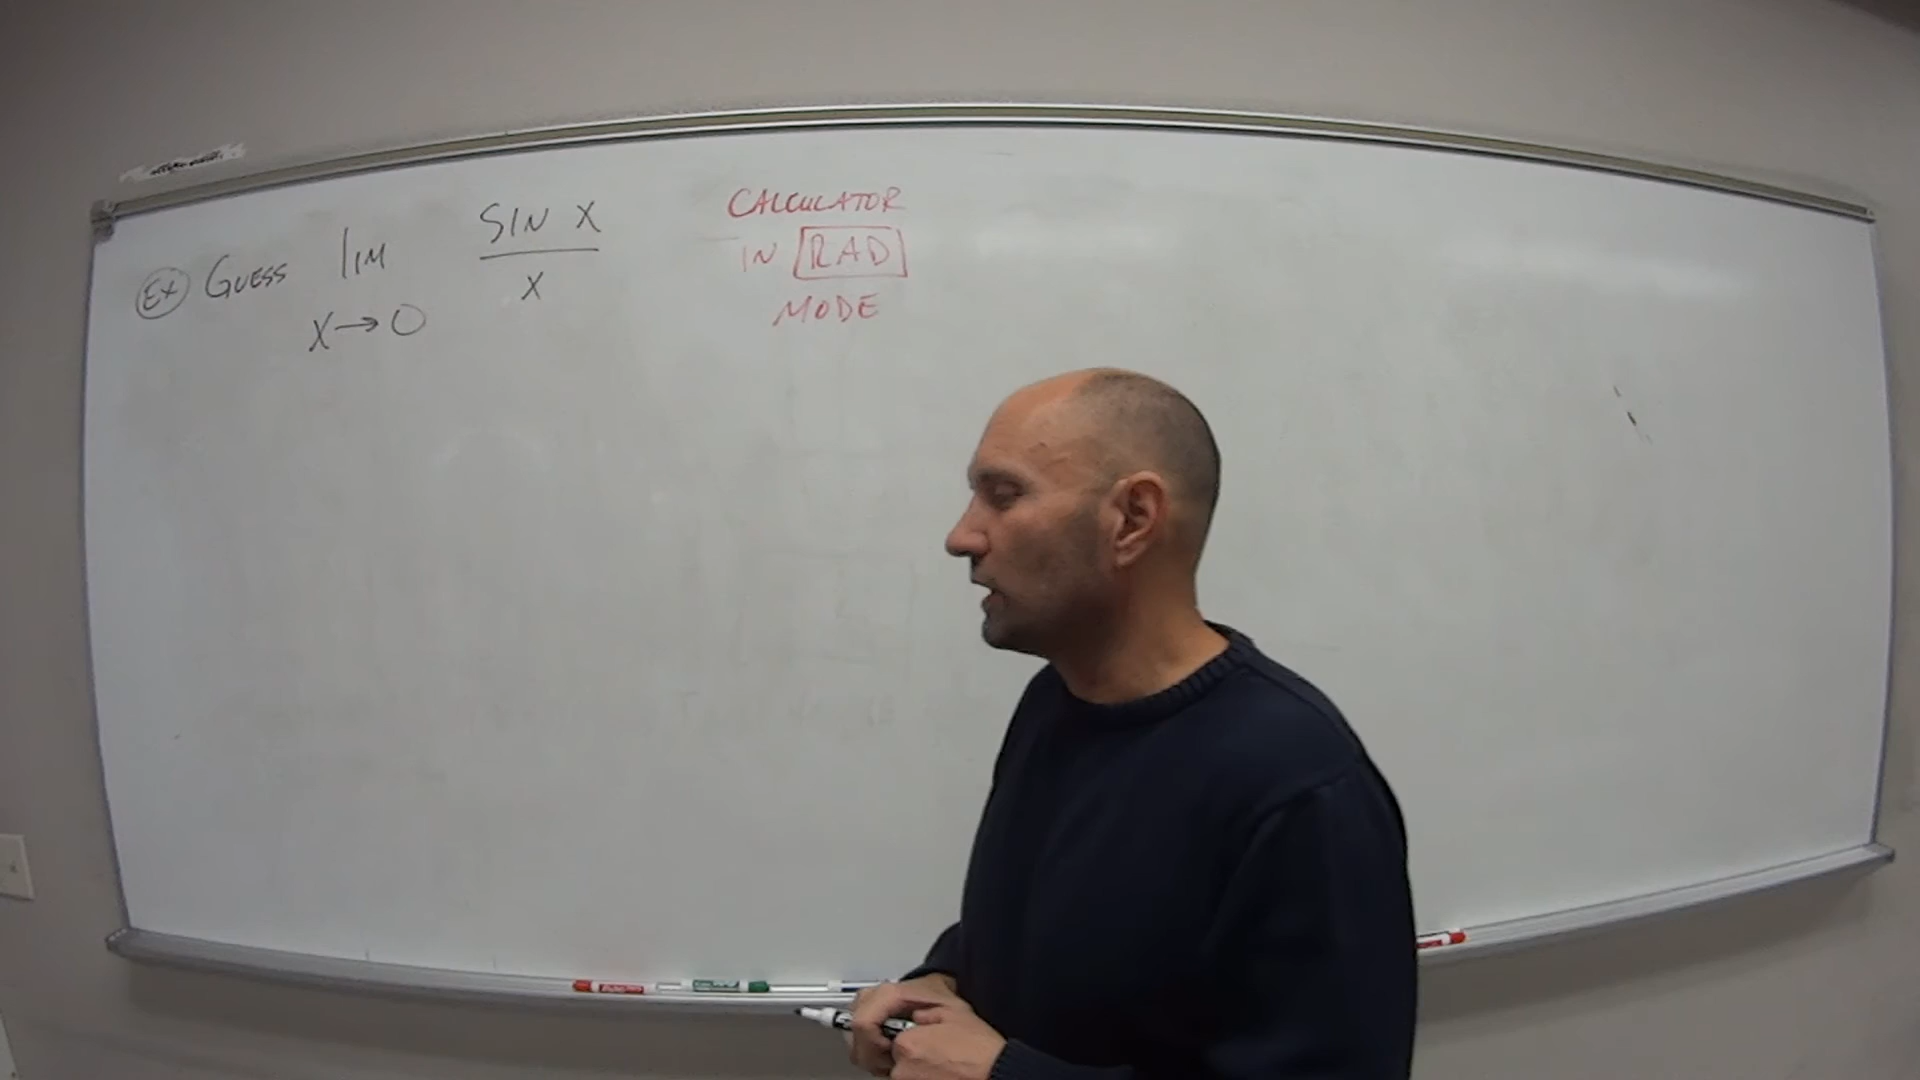 Ex GUESS lim SIN X
X
X→0
CALCULATOR
IN RAD
MODE